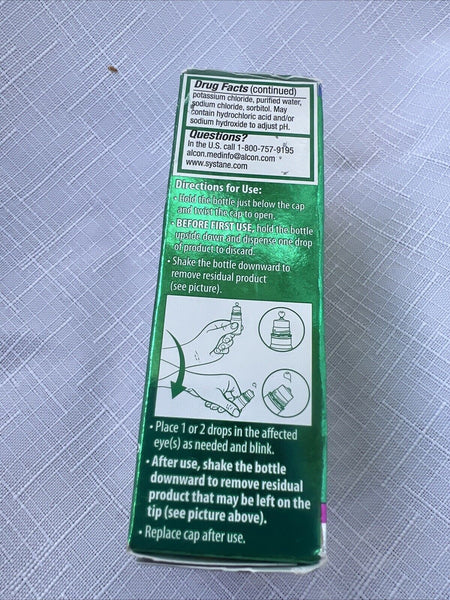 Drug Facts (continued)
potassium chloride, purified water,
sodium chloride, sorbitol. May
contain hydrochloric acid and/or
sodium hydroxide to adjust pH.
Questions?
In the U.S. call 1-800-757-9195
alcon.medinfo@alcon.com
www.systane.com
Directions for Use:
• Hold the bottle just below the cap
and twist the cap to open.
• BEFORE FIRST USE, hold the bottle
upside down and dispense one drop
of product to discard.
• Shake the bottle downward to
remove residual product
(see picture).
• Place 1 or 2 drops in the affected
eye(s) as needed and blink.
• After use, shake the bottle
downward to remove residual
product that may be left on the
tip (see picture above).
• Replace cap after use.